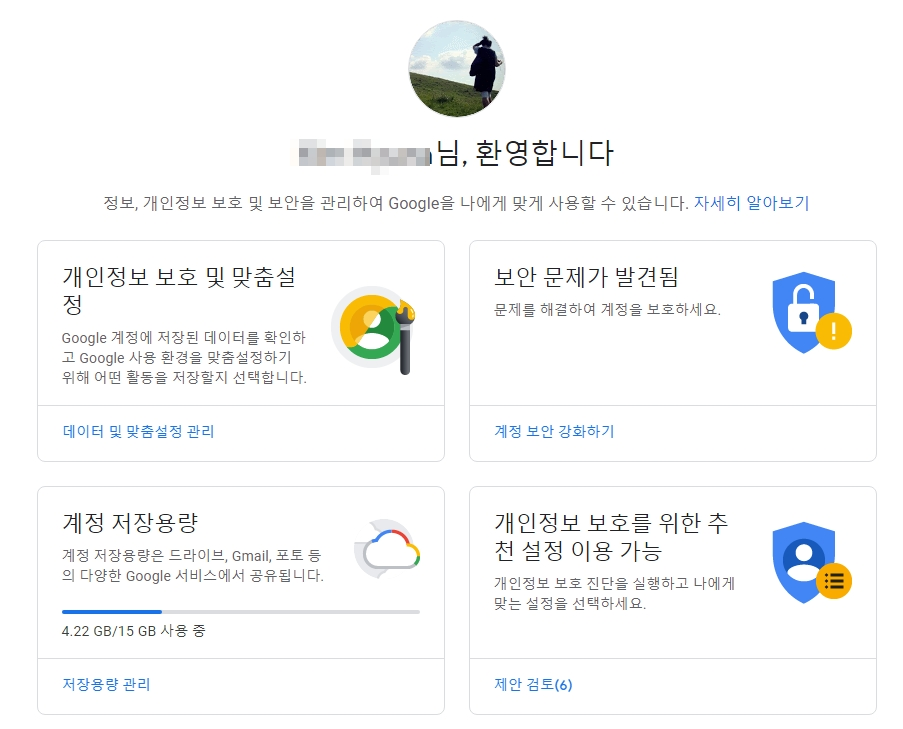 님, 환영합니다
정보, 개인정보 보호 및 보안을 관리하여 Google을 나에게 맞게 사용할 수 있습니다. 자세히 알아보기
개인정보 보호 및 맞춤설
정
Google 계정에 저장된 데이터를 확인하
고 Google 사용 환경을 맞춤설정하기
위해 어떤 활동을 저장할지 선택합니다.
데이터 및 맞춤설정 관리
보안 문제가 발견됨
문제를 해결하여 계정을 보호하세요.
계정 보안 강화하기
계정 저장용량
계정 저장용량은 드라이브, Gmail, 포토 등
의 다양한 Google 서비스에서 공유됩니다.
4.22 GB/15 GB 사용 중
저장용량 관리
개인정보 보호를 위한 추
천 설정 이용 가능
개인정보 보호 진단을 실행하고 나에게
맞는 설정을 선택하세요.
제안 검토(6)